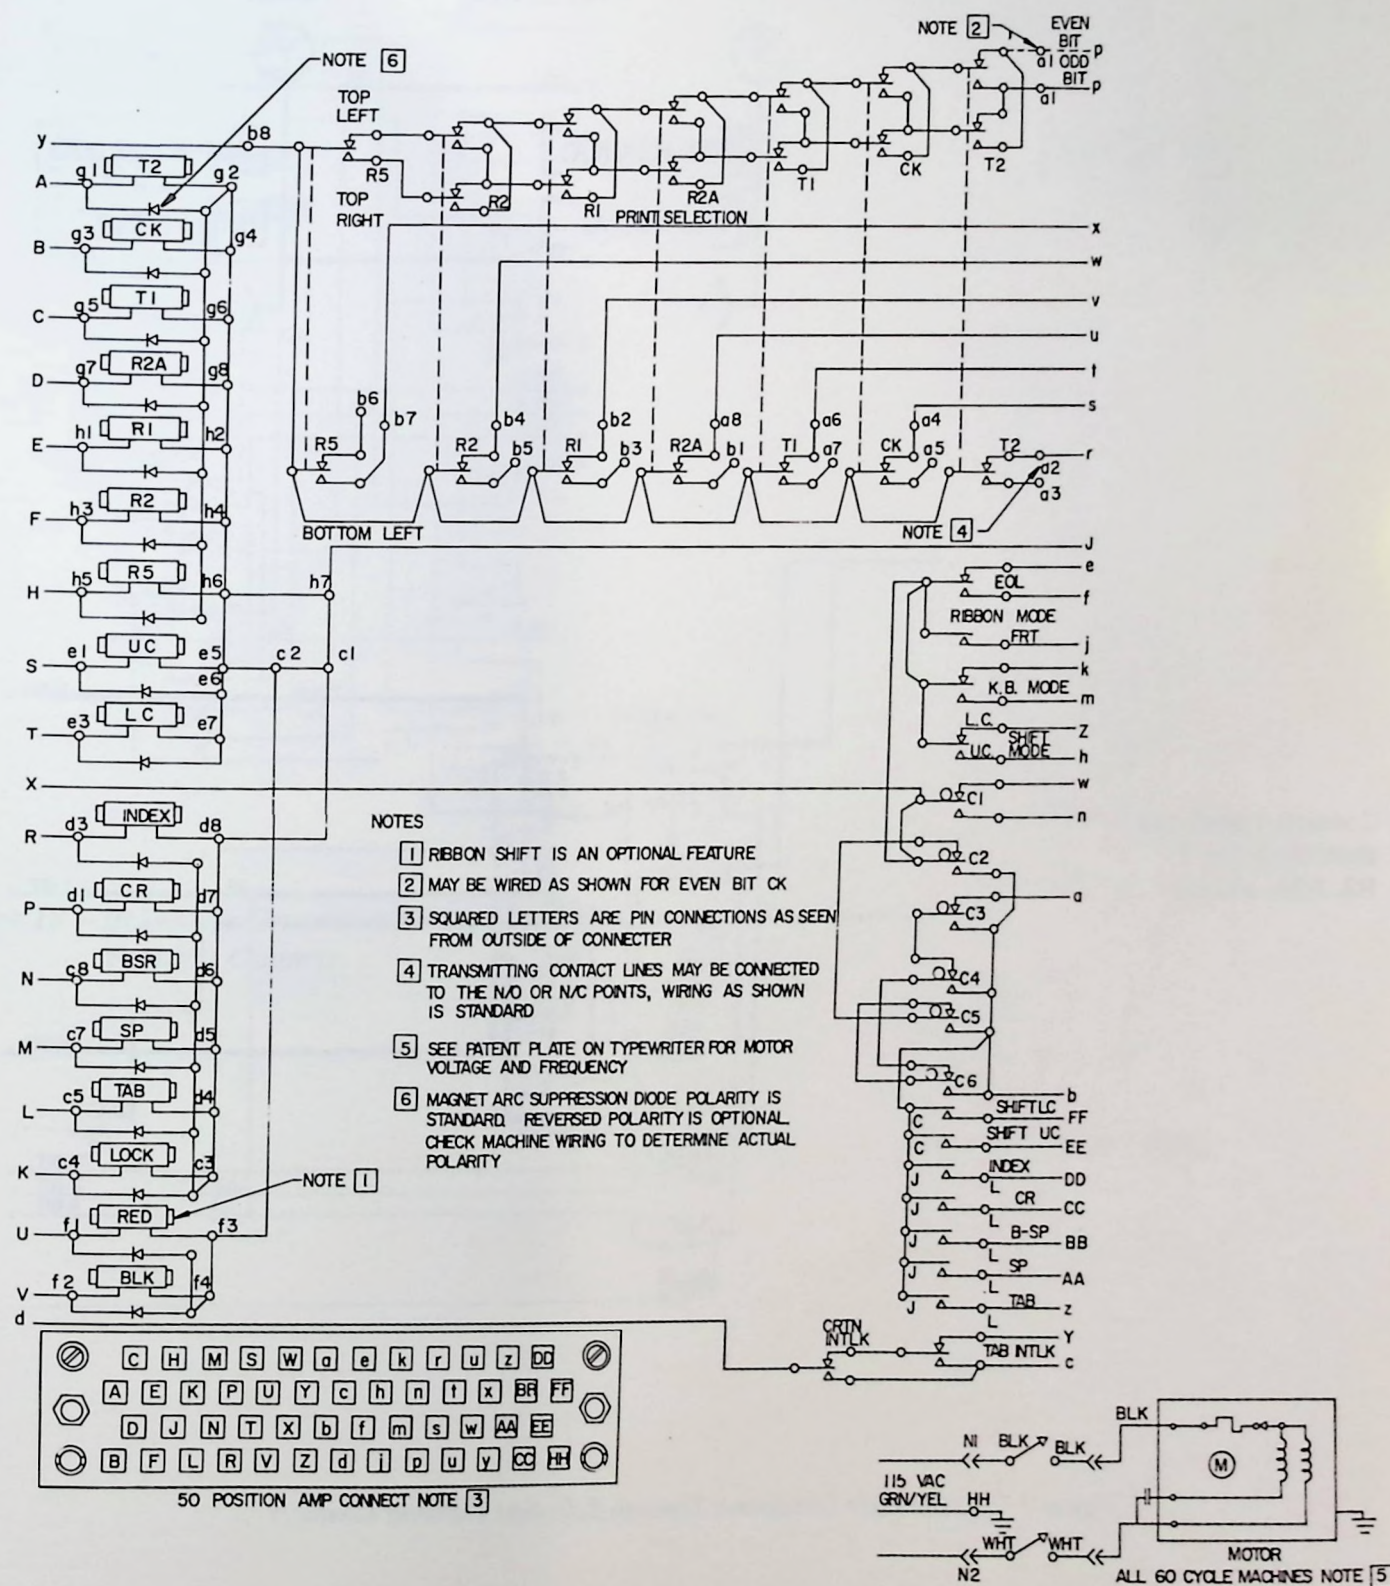 NOTE 2
EVEN
BIT
p
a1 ODD
BIT
p
a1
NOTE 6
TOP
LEFT
y
b8
R5
TOP
RIGHT
R2
R1
R2A
T1
CK
T2
PRINT SELECTION
A g1 T2 g2
B g3 CK g4
C g5 T1 g6
D g7 R2A g8
E h1 R1 h2
F h3 R2 h4
H h5 R5 h6 h7
S e1 UC e5 c2 c1
e6
T e3 LC e7
X
R d3 INDEX d8
P d1 CR d7
N c8 BSR d6
M c7 SP d5
L c5 TAB d4
K c4 LOCK c3
NOTE 1
U f1 RED f3
V f2 BLK f4
d
x
w
v
u
t
s
r
b6 b7 b4 b2 a8 a6 a4
R5 R2 b5 R1 b3 R2A b1 T1 a7 CK a5 T2 a2
a3
BOTTOM LEFT
NOTE 4
J
e
EOL
f
RIBBON MODE
FRT
j
k
K.B. MODE
m
L.C.
Z
SHIFT
MODE
U.C.
h
w
C1
n
C2
a
C3
C4
C5
C6
b
SHIFT LC
C FF
SHIFT UC
C EE
INDEX
J L DD
CR
J L CC
B-SP
J L BB
SP
J L AA
TAB
J L z
CRTN
INTLK
Y
TAB INTLK
c
NOTES
1 RIBBON SHIFT IS AN OPTIONAL FEATURE
2 MAY BE WIRED AS SHOWN FOR EVEN BIT CK
3 SQUARED LETTERS ARE PIN CONNECTIONS AS SEEN
FROM OUTSIDE OF CONNECTER
4 TRANSMITTING CONTACT LINES MAY BE CONNECTED
TO THE N/O OR N/C POINTS, WIRING AS SHOWN
IS STANDARD
5 SEE PATENT PLATE ON TYPEWRITER FOR MOTOR
VOLTAGE AND FREQUENCY
6 MAGNET ARC SUPPRESSION DIODE POLARITY IS
STANDARD. REVERSED POLARITY IS OPTIONAL
CHECK MACHINE WIRING TO DETERMINE ACTUAL
POLARITY
C H M S W a e k r u z DD
A E K P U Y c h n t x BB FF
D J N T X b f m s w AA EE
B F L R V Z d j p u y CC HH
50 POSITION AMP CONNECT NOTE 3
BLK
N1 BLK BLK
M
115 VAC
GRN/YEL HH
WHT WHT
N2
MOTOR
ALL 60 CYCLE MACHINES NOTE 5